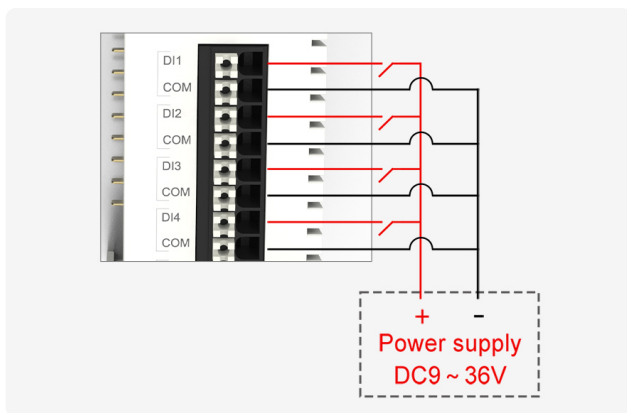 DI1
COM
DI2
COM
DI3
COM
DI4
COM
+ -
Power supply
DC9 ~ 36V